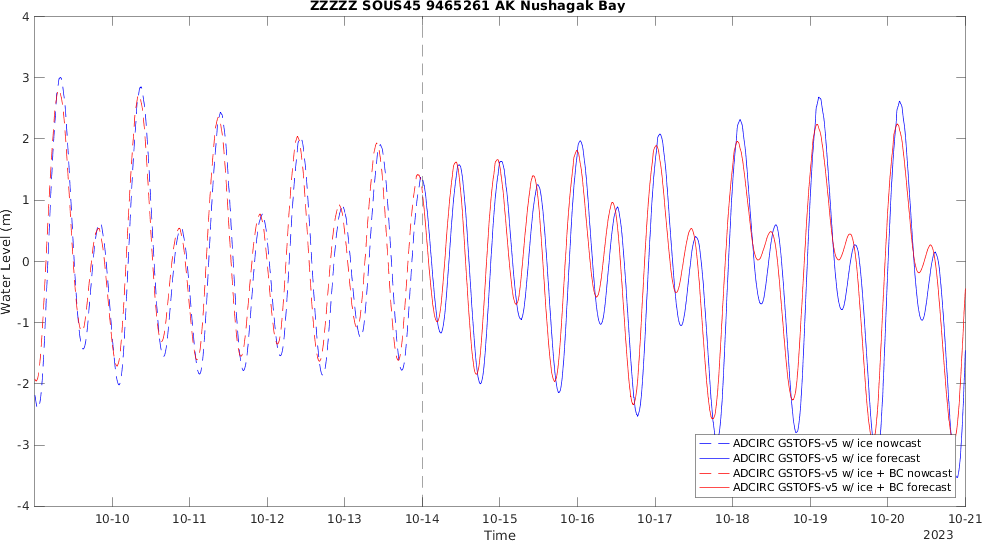 ZZZZZ SOUS45 9465261 AK Nushagak Bay
4
3
2
1
0
-1
-2
-3
-4
Water Level (m)
ADCIRC GSTOFS-v5 w/ ice nowcast
ADCIRC GSTOFS-v5 w/ ice forecast
ADCIRC GSTOFS-v5 w/ ice + BC nowcast
ADCIRC GSTOFS-v5 w/ ice + BC forecast
10-10 10-11 10-12 10-13 10-14 10-15 10-16 10-17 10-18 10-19 10-20 10-21
Time
2023